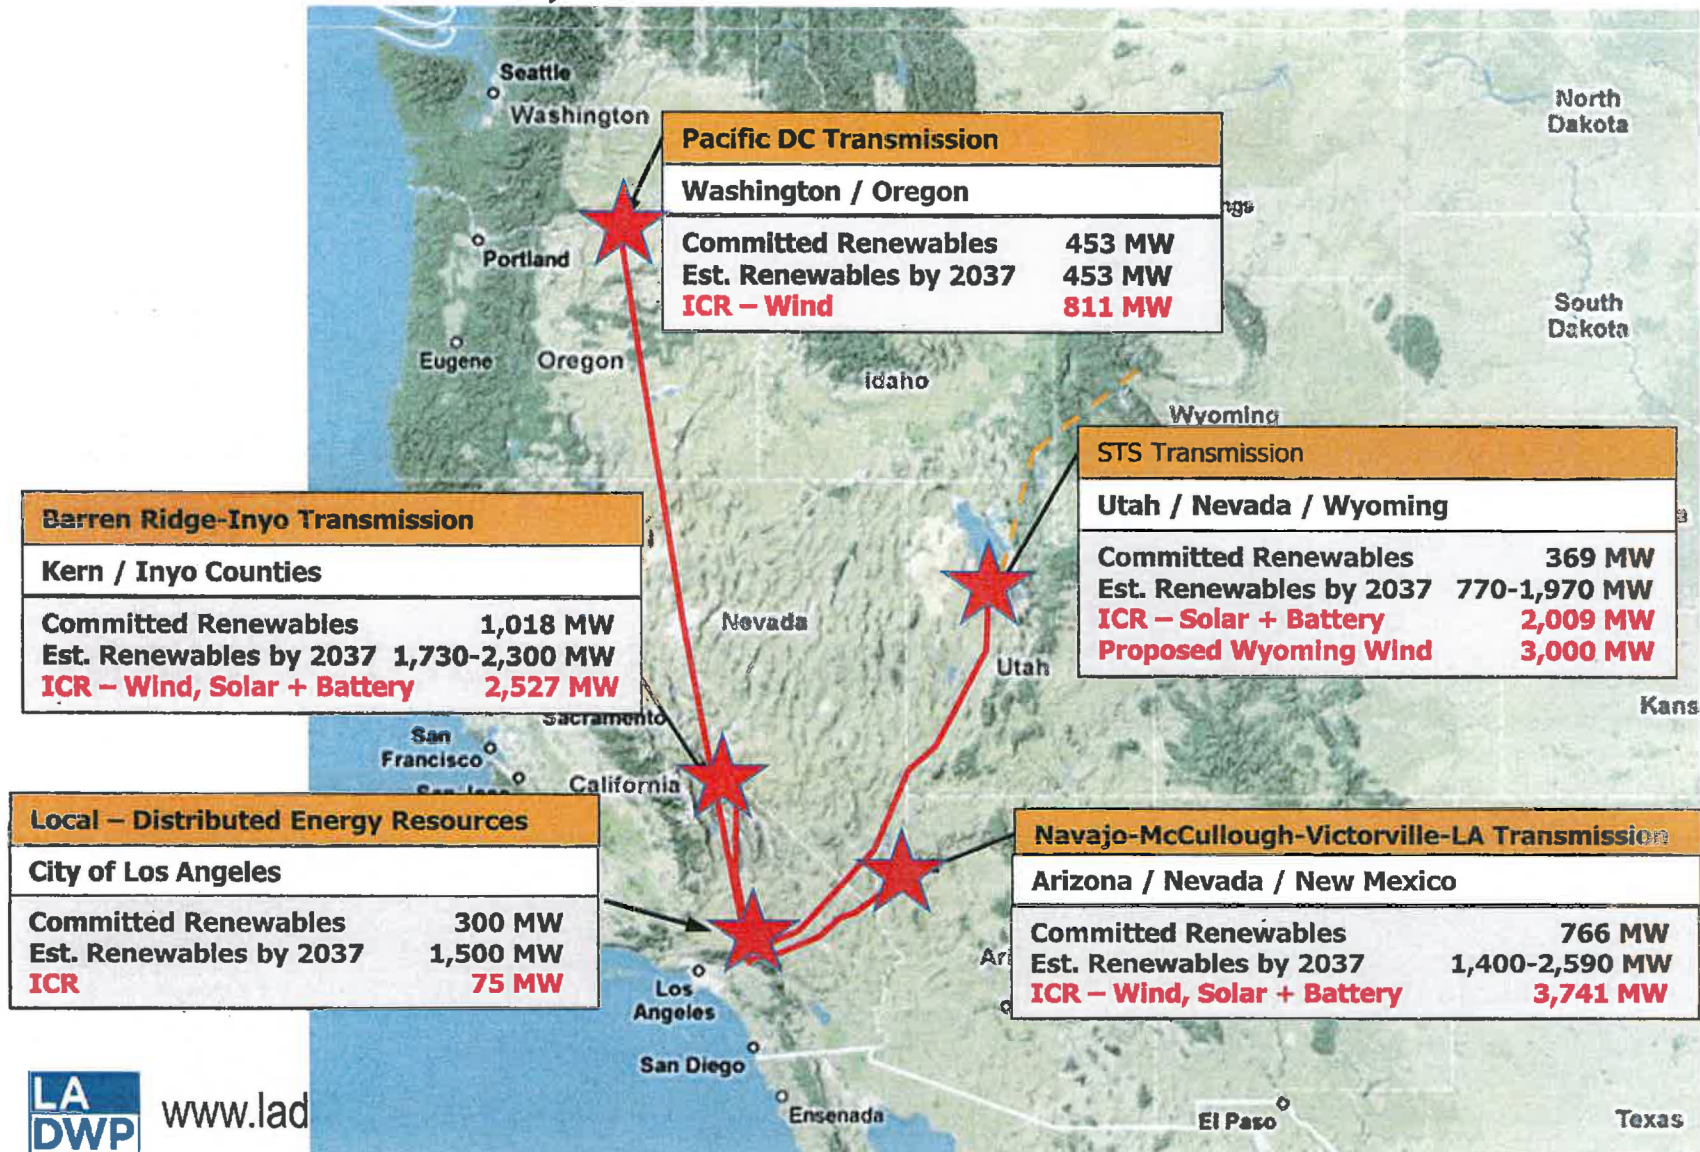 Seattle
Washington
North
Dakota
Pacific DC Transmission
Washington / Oregon
Committed Renewables 453 MW
Est. Renewables by 2037 453 MW
ICR – Wind 811 MW
Portland
South
Dakota
Eugene
Oregon
Idaho
Wyoming
STS Transmission
Utah / Nevada / Wyoming
Committed Renewables 369 MW
Est. Renewables by 2037 770-1,970 MW
ICR – Solar + Battery 2,009 MW
Proposed Wyoming Wind 3,000 MW
Barren Ridge-Inyo Transmission
Kern / Inyo Counties
Committed Renewables 1,018 MW
Est. Renewables by 2037 1,730-2,300 MW
ICR – Wind, Solar + Battery 2,527 MW
Nevada
Utah
Kans
Sacramento
San
Francisco
California
Local – Distributed Energy Resources
City of Los Angeles
Committed Renewables 300 MW
Est. Renewables by 2037 1,500 MW
ICR 75 MW
Navajo-McCullough-Victorville-LA Transmission
Arizona / Nevada / New Mexico
Committed Renewables 766 MW
Est. Renewables by 2037 1,400-2,590 MW
ICR – Wind, Solar + Battery 3,741 MW
Ari
Los
Angeles
San Diego
Ensenada
El Paso
Texas
LA
DWP
www.lad